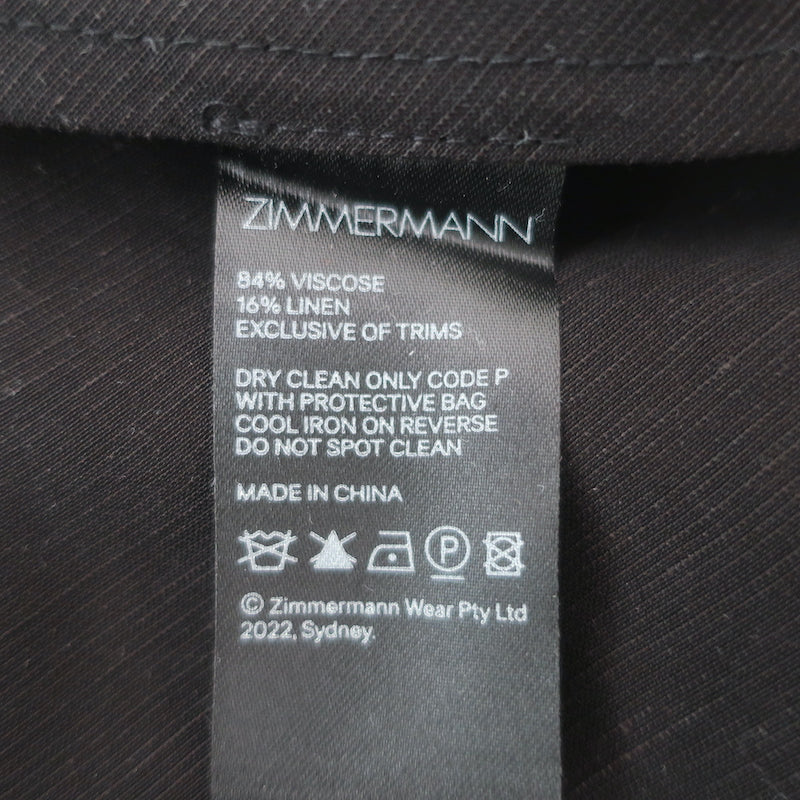 ZIMMERMANN
84% VISCOSE
16% LINEN
EXCLUSIVE OF TRIMS
DRY CLEAN ONLY CODE P
WITH PROTECTIVE BAG
COOL IRON ON REVERSE
DO NOT SPOT CLEAN
MADE IN CHINA
P
© Zimmermann Wear Pty Ltd
2022, Sydney.